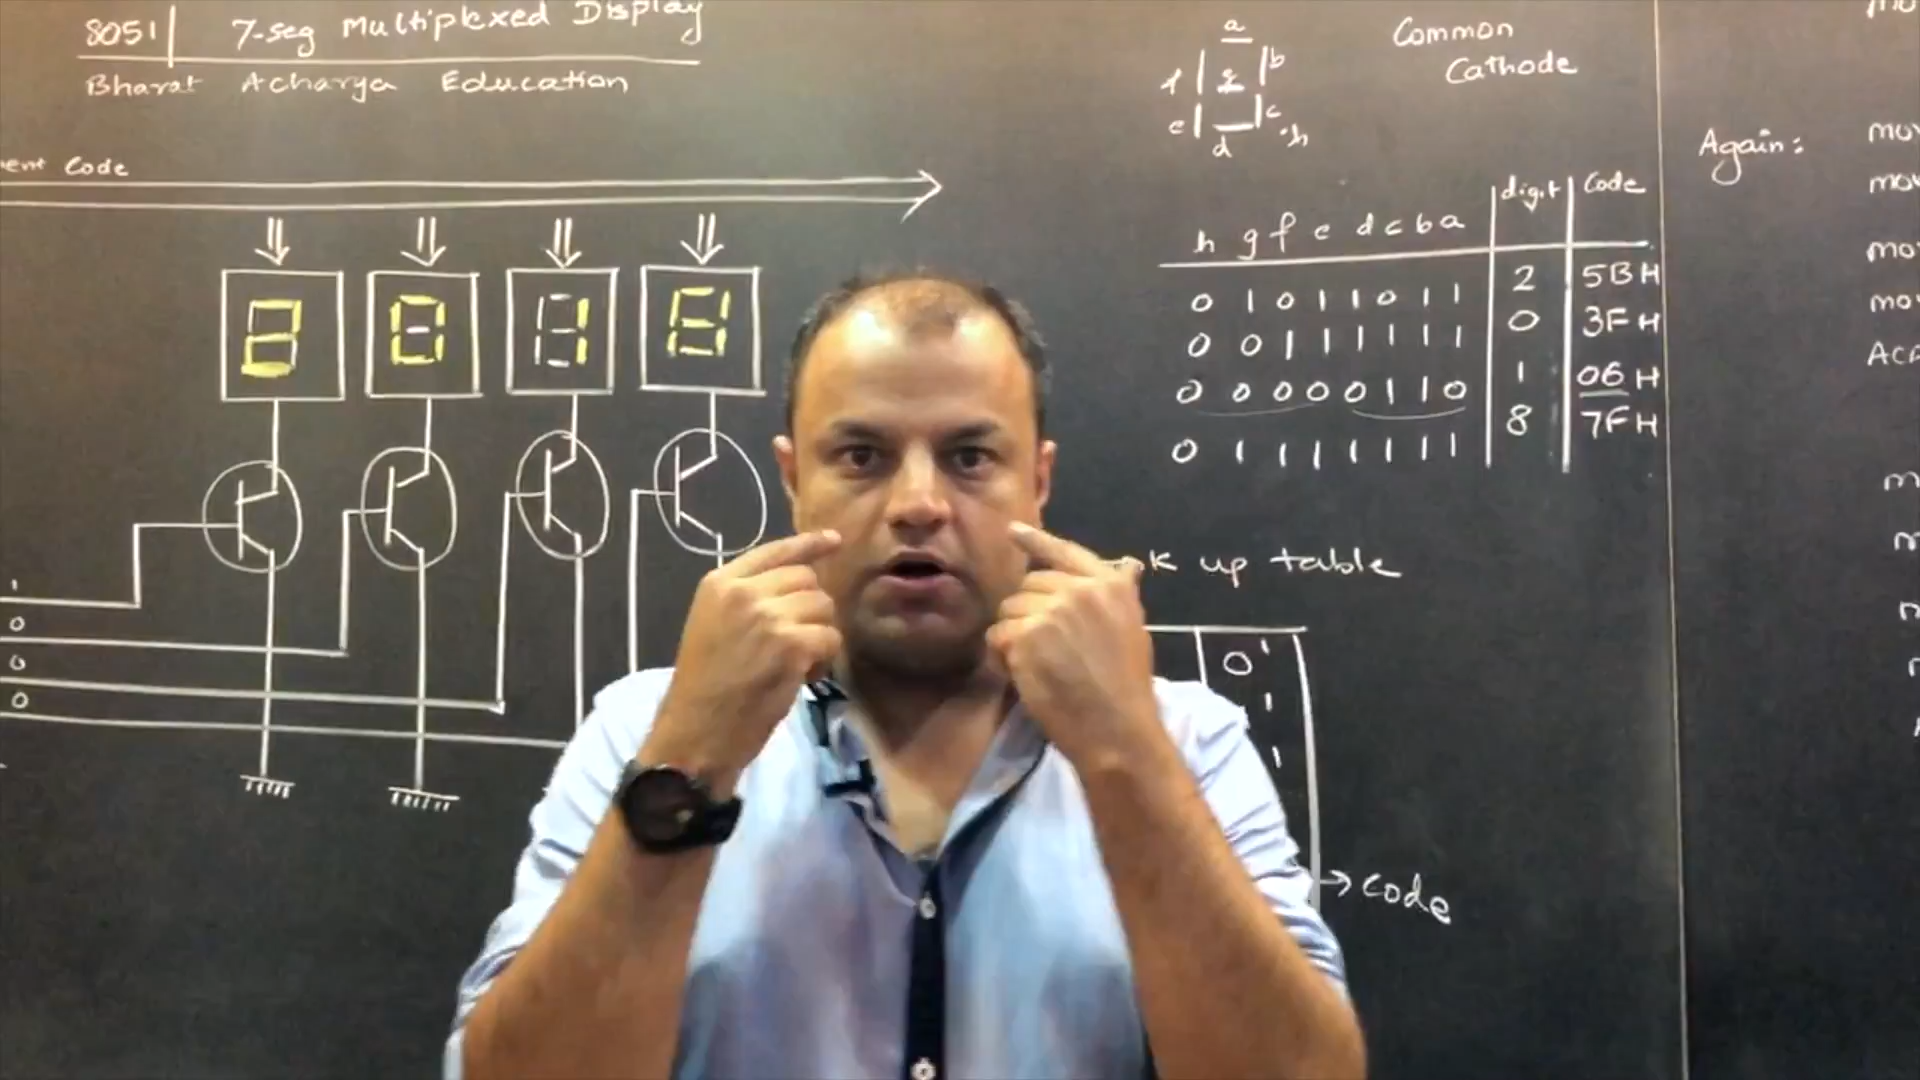 8051 | 7-seg Multiplexed Display
Bharat Acharya Education
Code
1
0
0
0
Common
Cathode
a
f g b
e c
d .h
h g f e d c b a digit Code
0 1 0 1 1 0 1 1 2 5BH
0 0 1 1 1 1 1 1 0 3FH
0 0 0 0 0 1 1 0 1 06H
0 1 1 1 1 1 1 1 8 7FH
up table
0
1
→ code
Again: